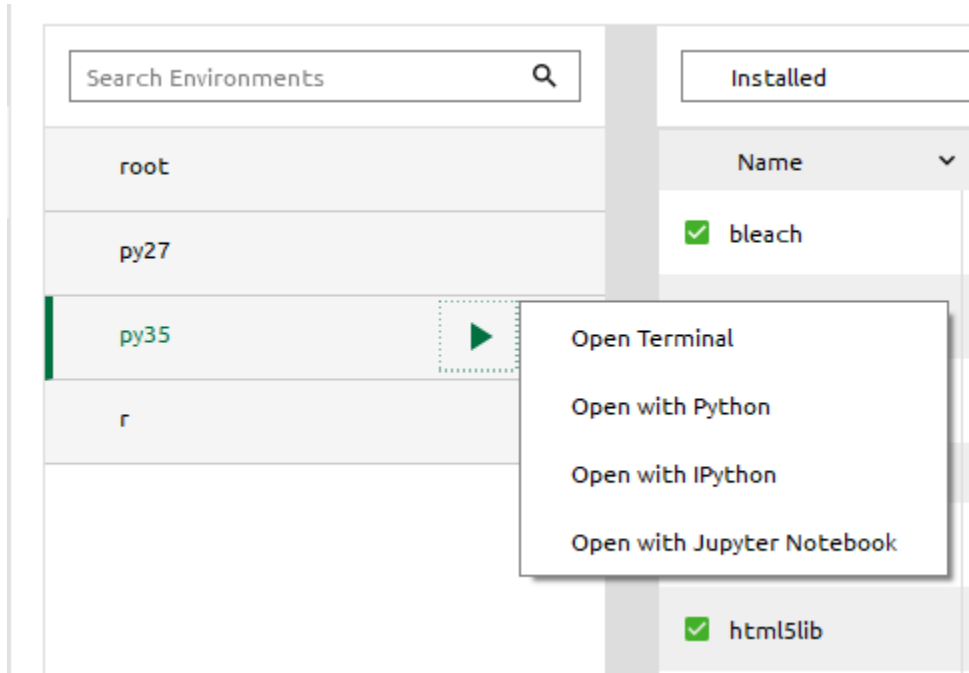 Search Environments
root
py27
py35
r
Open Terminal
Open with Python
Open with IPython
Open with Jupyter Notebook
Installed
Name
bleach
html5lib